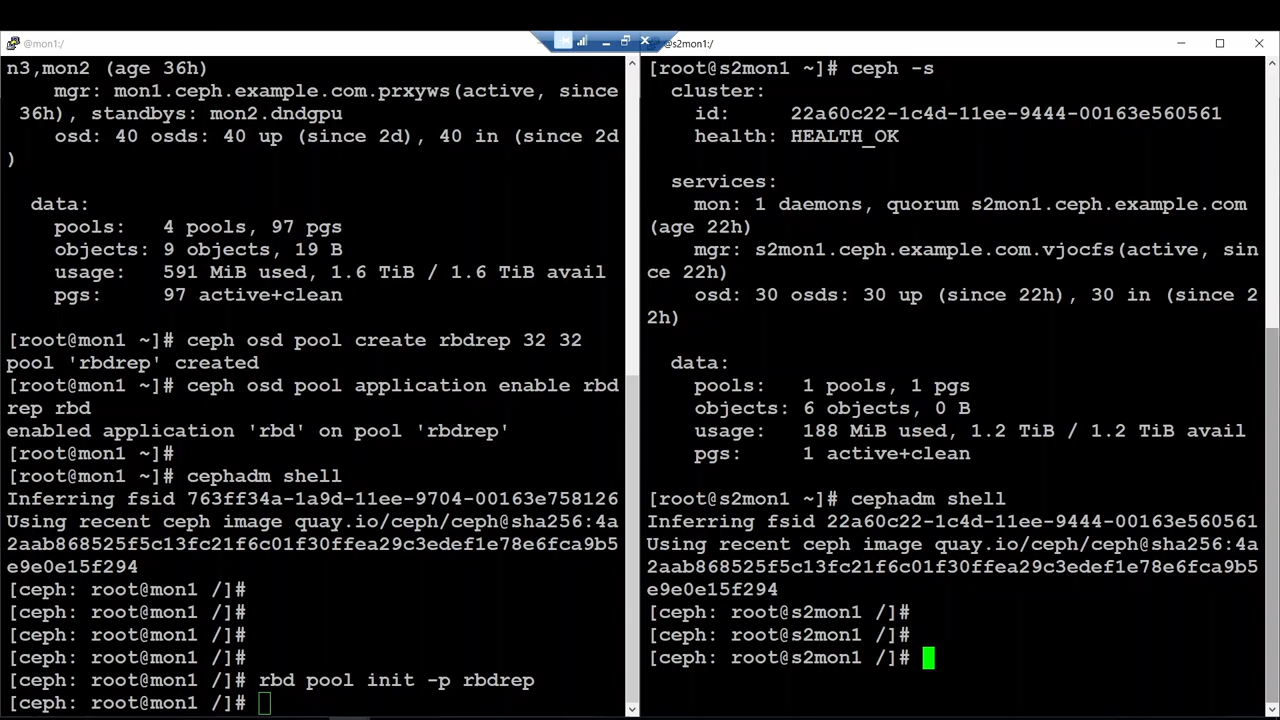 @mon1:/
n3,mon2 (age 36h)
    mgr: mon1.ceph.example.com.prxyws(active, since
 36h), standbys: mon2.dndgpu
    osd: 40 osds: 40 up (since 2d), 40 in (since 2d
)
  data:
    pools:   4 pools, 97 pgs
    objects: 9 objects, 19 B
    usage:   591 MiB used, 1.6 TiB / 1.6 TiB avail
    pgs:     97 active+clean
[root@mon1 ~]# ceph osd pool create rbdrep 32 32
pool 'rbdrep' created
[root@mon1 ~]# ceph osd pool application enable rbd
rep rbd
enabled application 'rbd' on pool 'rbdrep'
[root@mon1 ~]#
[root@mon1 ~]# cephadm shell
Inferring fsid 763ff34a-1a9d-11ee-9704-00163e758126
Using recent ceph image quay.io/ceph/ceph@sha256:4a
2aab868525f5c13fc21f6c01f30ffea29c3edef1e78e6fca9b5
e9e0e15f294
[ceph: root@mon1 /]#
[ceph: root@mon1 /]#
[ceph: root@mon1 /]#
[ceph: root@mon1 /]#
[ceph: root@mon1 /]# rbd pool init -p rbdrep
[ceph: root@mon1 /]#
@s2mon1:/
[root@s2mon1 ~]# ceph -s
  cluster:
    id:     22a60c22-1c4d-11ee-9444-00163e560561
    health: HEALTH_OK
  services:
    mon: 1 daemons, quorum s2mon1.ceph.example.com
(age 22h)
    mgr: s2mon1.ceph.example.com.vjocfs(active, sin
ce 22h)
    osd: 30 osds: 30 up (since 22h), 30 in (since 2
2h)
  data:
    pools:   1 pools, 1 pgs
    objects: 6 objects, 0 B
    usage:   188 MiB used, 1.2 TiB / 1.2 TiB avail
    pgs:     1 active+clean
[root@s2mon1 ~]# cephadm shell
Inferring fsid 22a60c22-1c4d-11ee-9444-00163e560561
Using recent ceph image quay.io/ceph/ceph@sha256:4a
2aab868525f5c13fc21f6c01f30ffea29c3edef1e78e6fca9b5
e9e0e15f294
[ceph: root@s2mon1 /]#
[ceph: root@s2mon1 /]#
[ceph: root@s2mon1 /]#